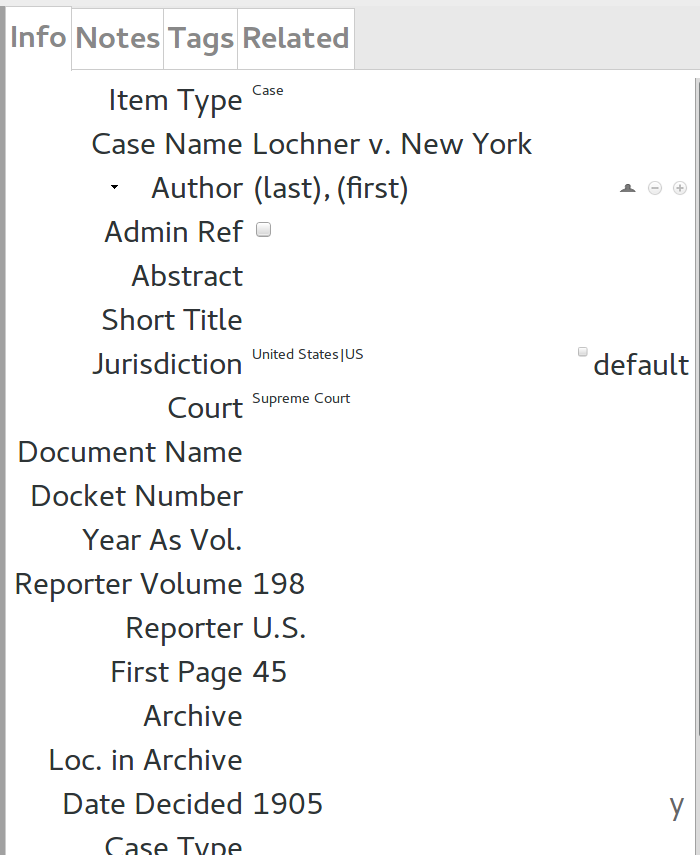 Info Notes Tags Related
Item Type Case
Case Name Lochner v. New York
Author (last), (first)
Admin Ref
Abstract
Short Title
Jurisdiction United States|US default
Court Supreme Court
Document Name
Docket Number
Year As Vol.
Reporter Volume 198
Reporter U.S.
First Page 45
Archive
Loc. in Archive
Date Decided 1905 y
Case Type